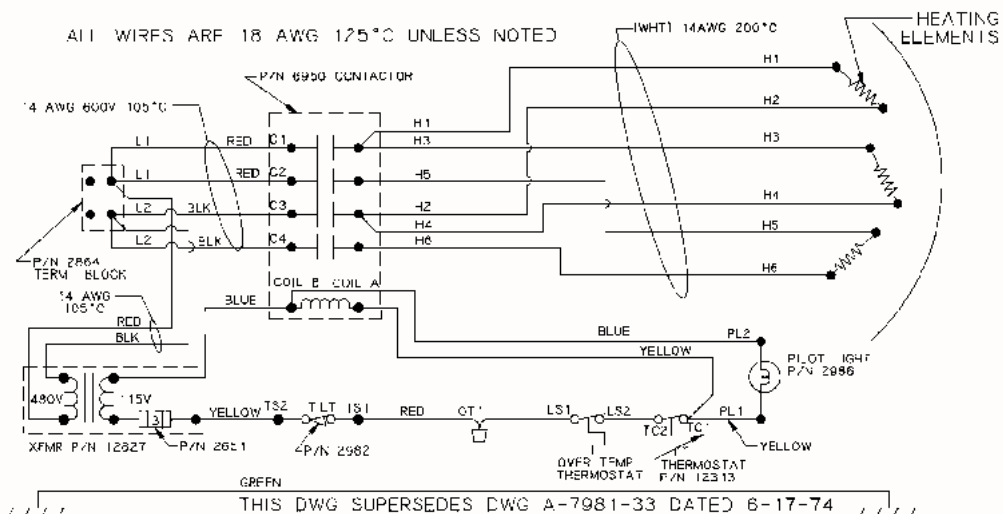 ALL WIRES ARE 18 AWG 125°C UNLESS NOTED
(WHT) 14AWG 200°C
HEATING
ELEMENTS
P/N 6950 CONTACTOR
14 AWG 600V 105°C
H1
H2
H3
H4
H5
H6
H1
H3
H5
H2
H4
H6
L1 RED C1
L1 RED C2
L2 BLK C3
L2 BLK C4
P/N 2864
TERM BLOCK
14 AWG
105°C
RED
BLK
BLUE
COIL B COIL A
BLUE
YELLOW
PL2
PILOT LIGHT
P/N 2986
480V 115V
XFMR P/N 12827
P/N 2651
YELLOW
TS2 TLT TS1
P/N 2982
RED
OT1
LS1 LS2
OVER TEMP
THERMOSTAT
TC2 TC1
THERMOSTAT
P/N 12313
PL1
YELLOW
GREEN
THIS DWG SUPERSEDES DWG A-7981-33 DATED 6-17-74